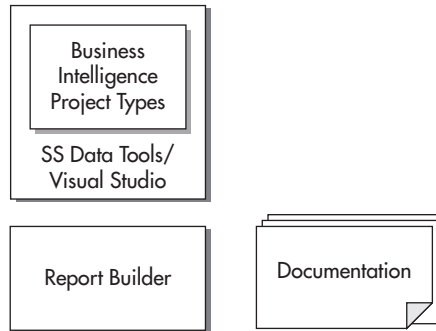 Business
Intelligence
Project Types
SS Data Tools/
Visual Studio
Report Builder
Documentation